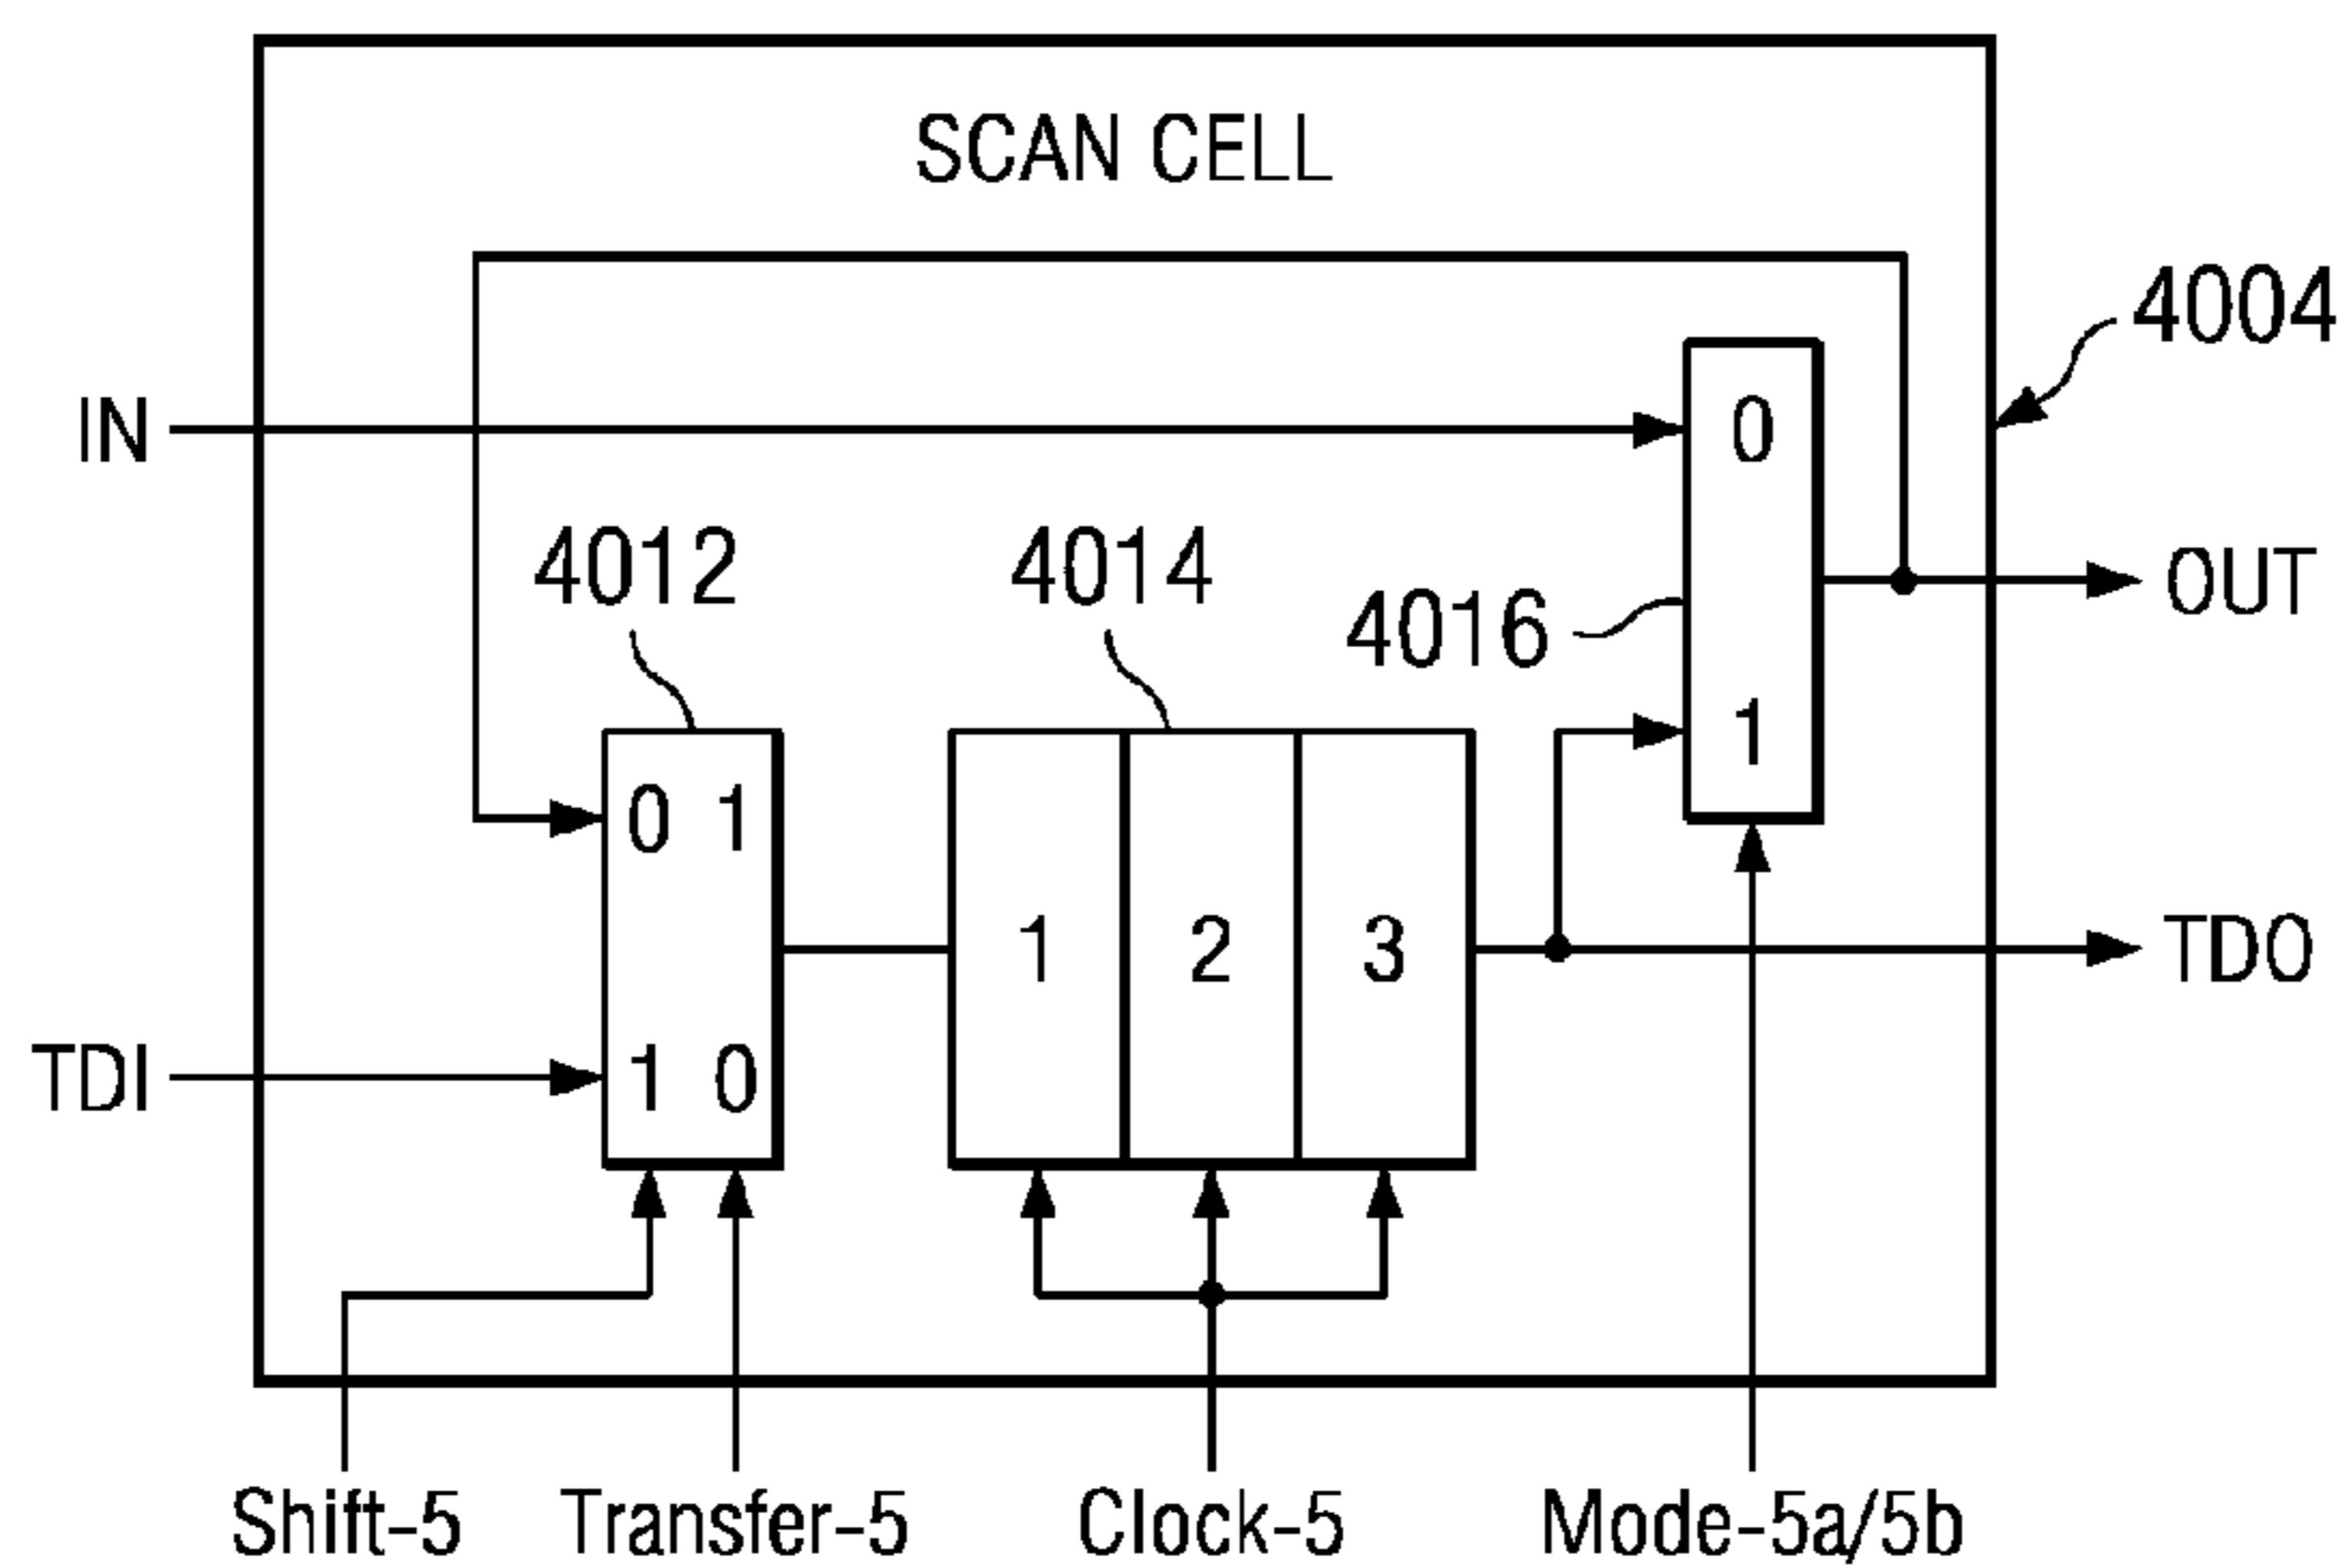 SCAN CELL
4004
IN
0
4012
4014
4016
OUT
1
0 1
1
2
3
TDO
TDI
1 0
Shift-5
Transfer-5
Clock-5
Mode-5a/5b